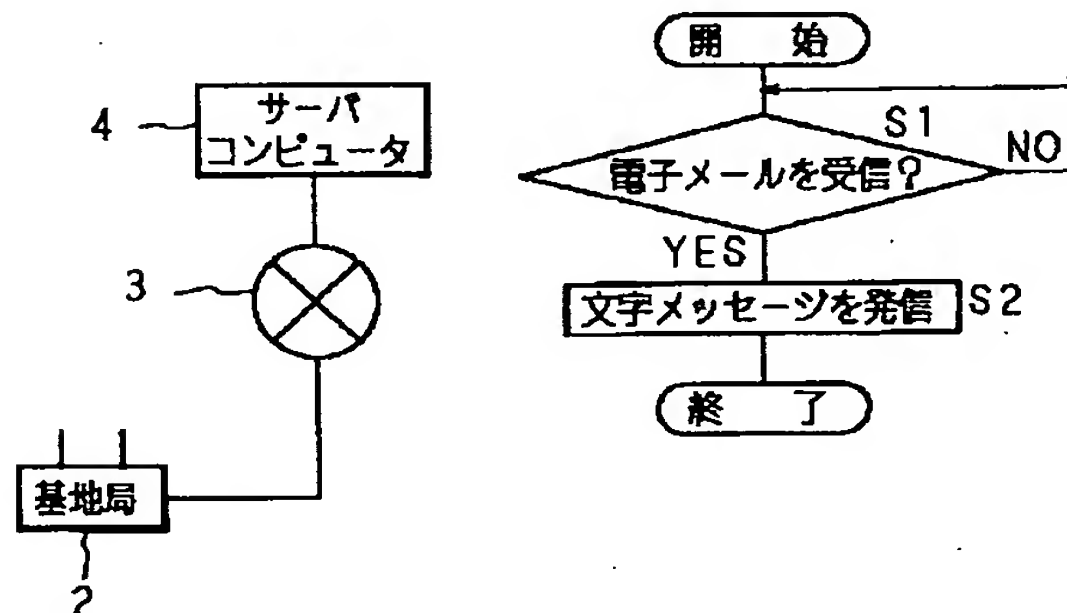 4
サーバ
コンピュータ
3
基地局
2
開 始
S1
電子メールを受信?
NO
YES
文字メッセージを発信
S2
終 了